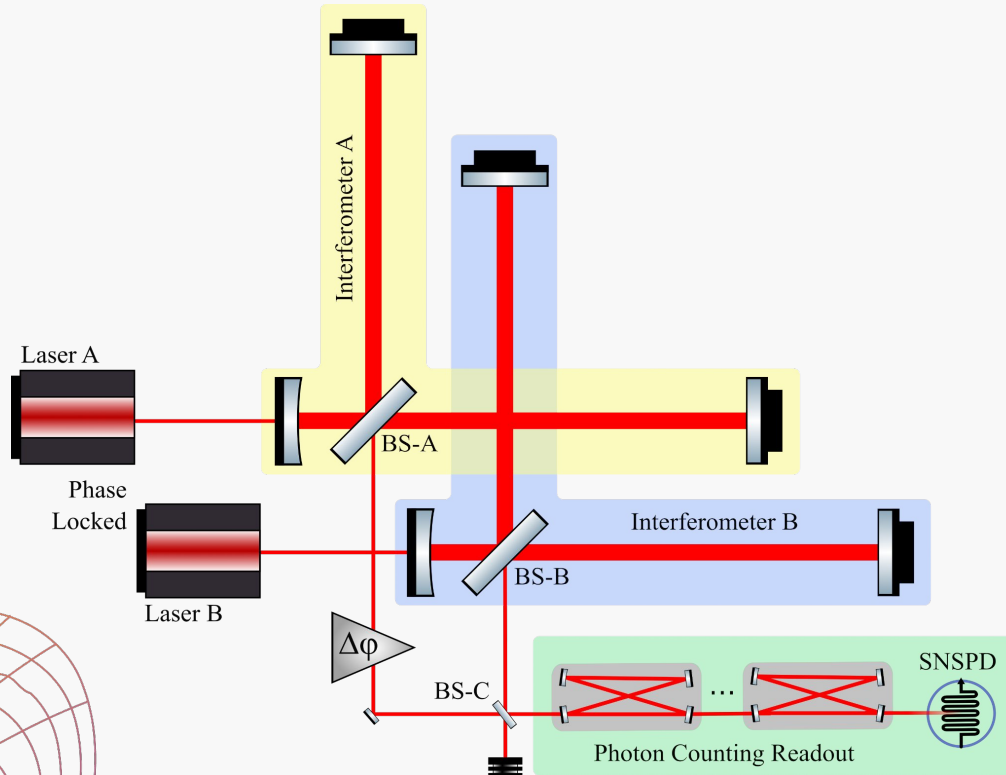 Interferometer A
Laser A
BS-A
Phase
Locked
Interferometer B
BS-B
Laser B
Δφ
SNSPD
BS-C
...
Photon Counting Readout